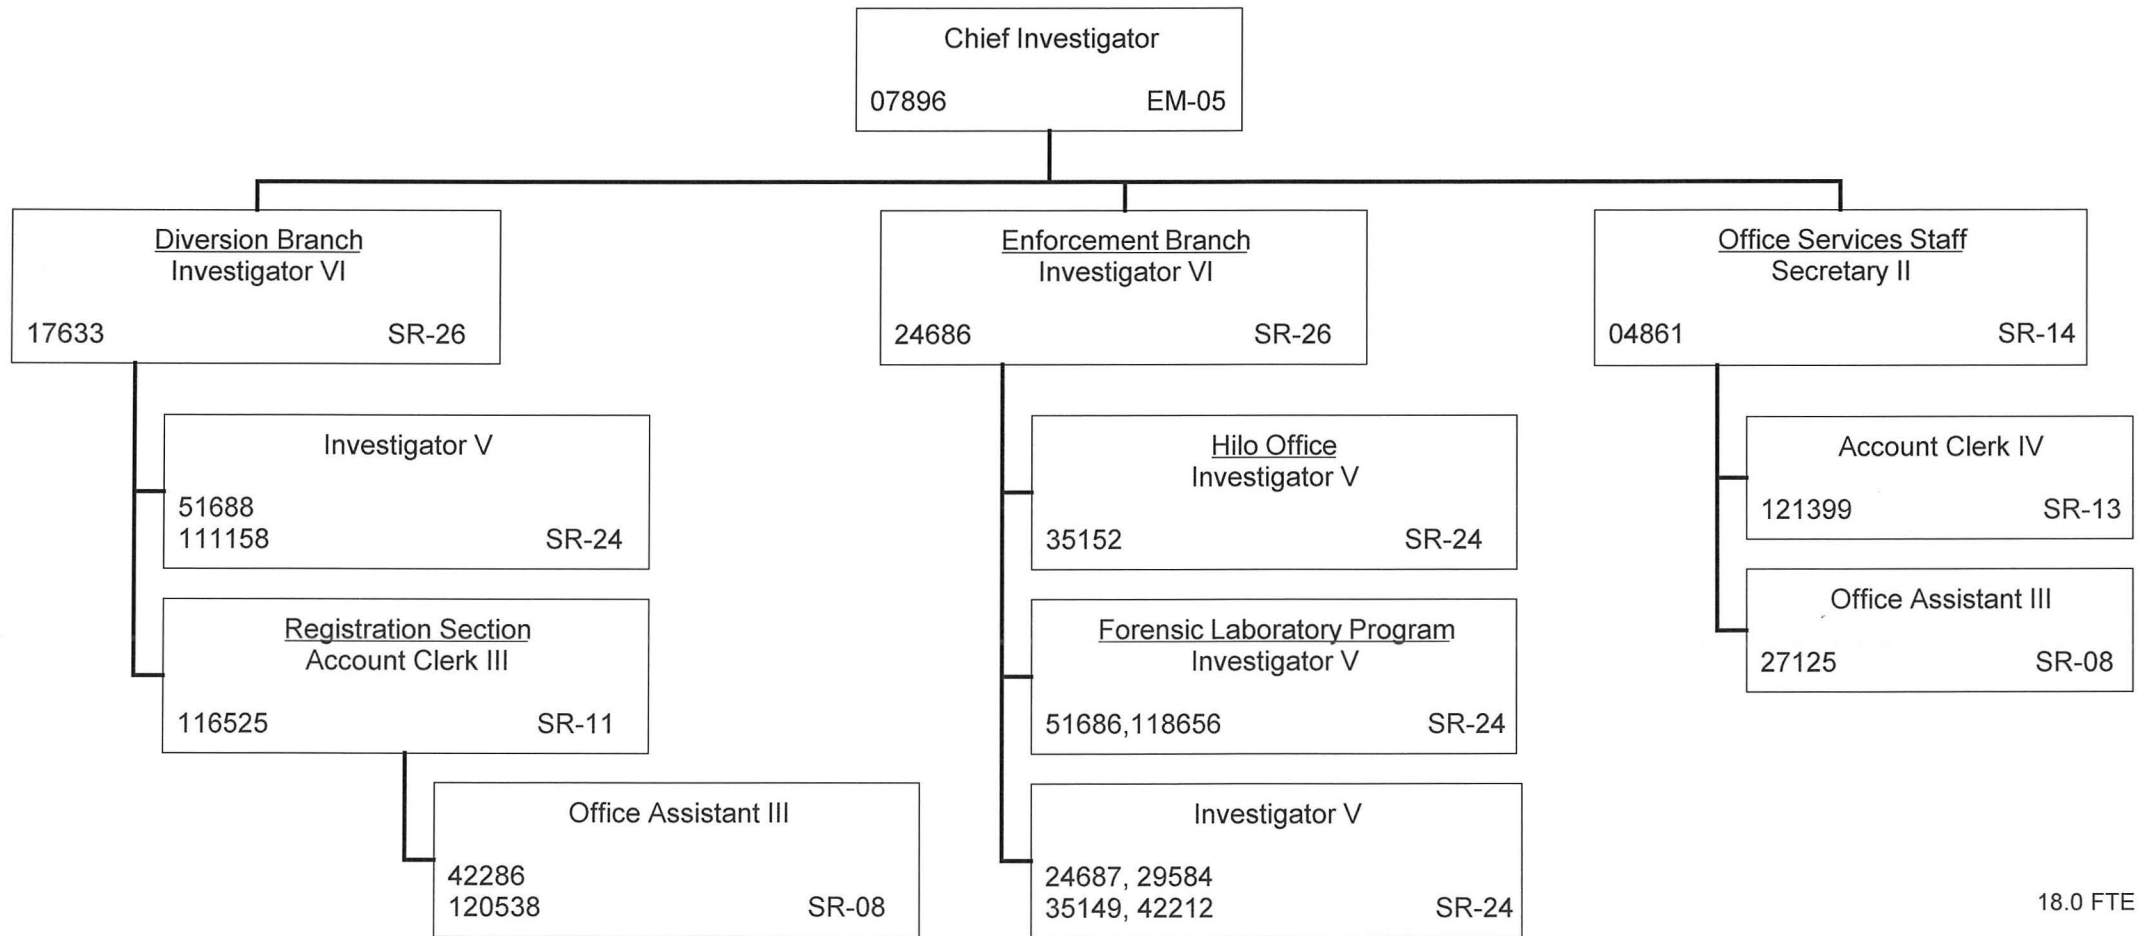 Chief Investigator
07896 EM-05
Diversion Branch
Investigator VI
17633 SR-26
Investigator V
51688
111158 SR-24
Registration Section
Account Clerk III
116525 SR-11
Office Assistant III
42286
120538 SR-08
Enforcement Branch
Investigator VI
24686 SR-26
Hilo Office
Investigator V
35152 SR-24
Forensic Laboratory Program
Investigator V
51686,118656 SR-24
Investigator V
24687, 29584
35149, 42212 SR-24
Office Services Staff
Secretary II
04861 SR-14
Account Clerk IV
121399 SR-13
Office Assistant III
27125 SR-08
18.0 FTE